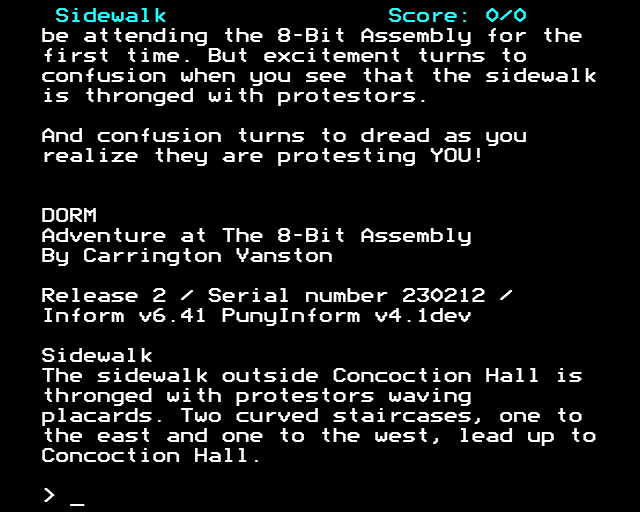 Sidewalk Score: 0/0
be attending the 8-Bit Assembly for the
first time. But excitement turns to
confusion when you see that the sidewalk
is thronged with protestors.
And confusion turns to dread as you
realize they are protesting YOU!
DORM
Adventure at The 8-Bit Assembly
By Carrington Vanston
Release 2 / Serial number 230212 /
Inform v6.41 PunyInform v4.1dev
Sidewalk
The sidewalk outside Concoction Hall is
thronged with protestors waving
placards. Two curved staircases, one to
the east and one to the west, lead up to
Concoction Hall.
> _